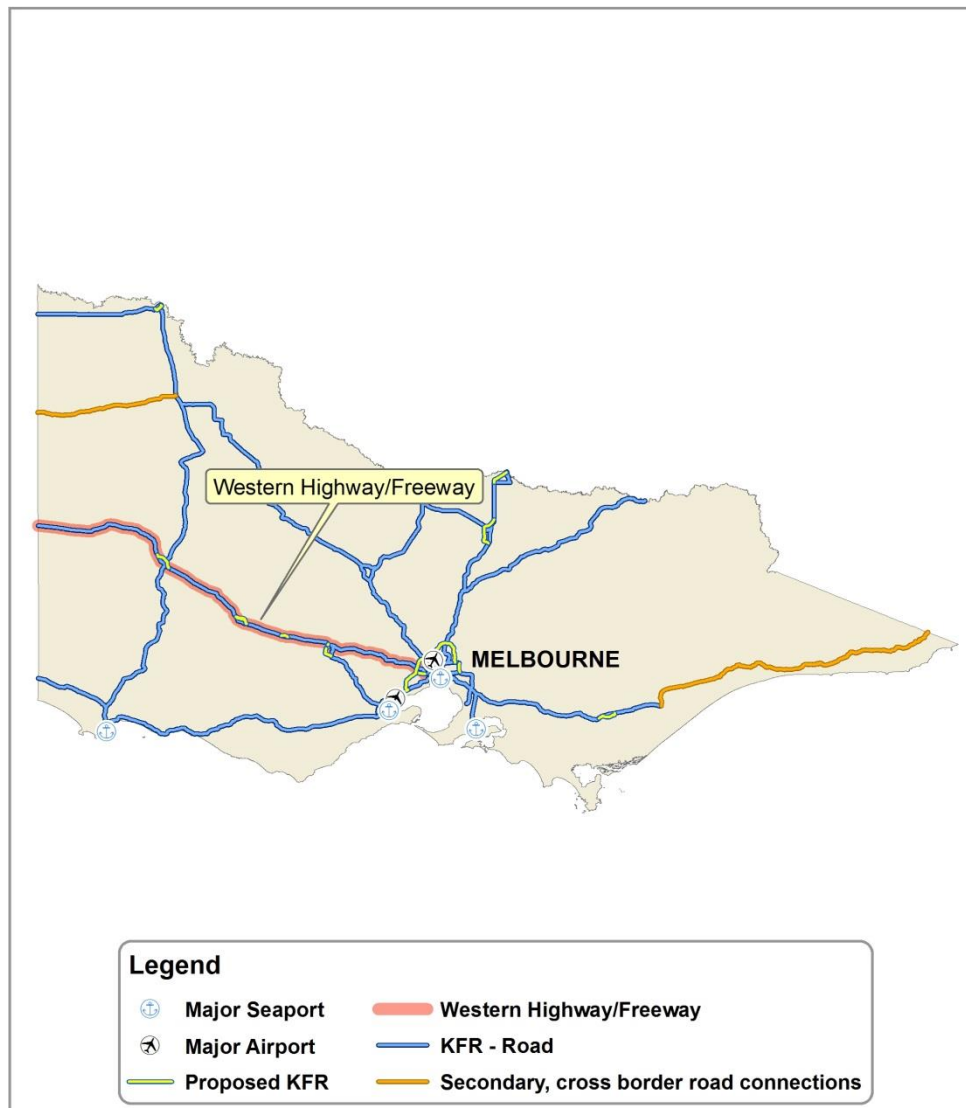 Western Highway/Freeway
MELBOURNE
Legend
Major Seaport
Western Highway/Freeway
Major Airport
KFR - Road
Proposed KFR
Secondary, cross border road connections